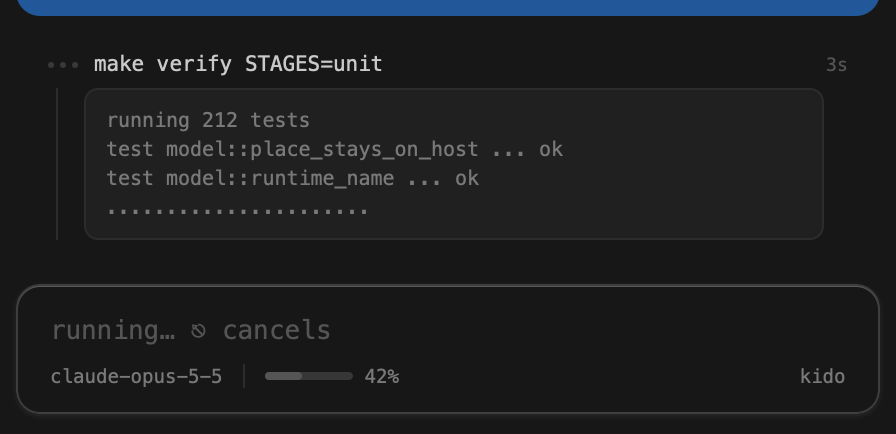 make verify STAGES=unit 3s
running 212 tests
test model::place_stays_on_host ... ok
test model::runtime_name ... ok
......................
running… ⎋ cancels
claude-opus-5-5 42% kido